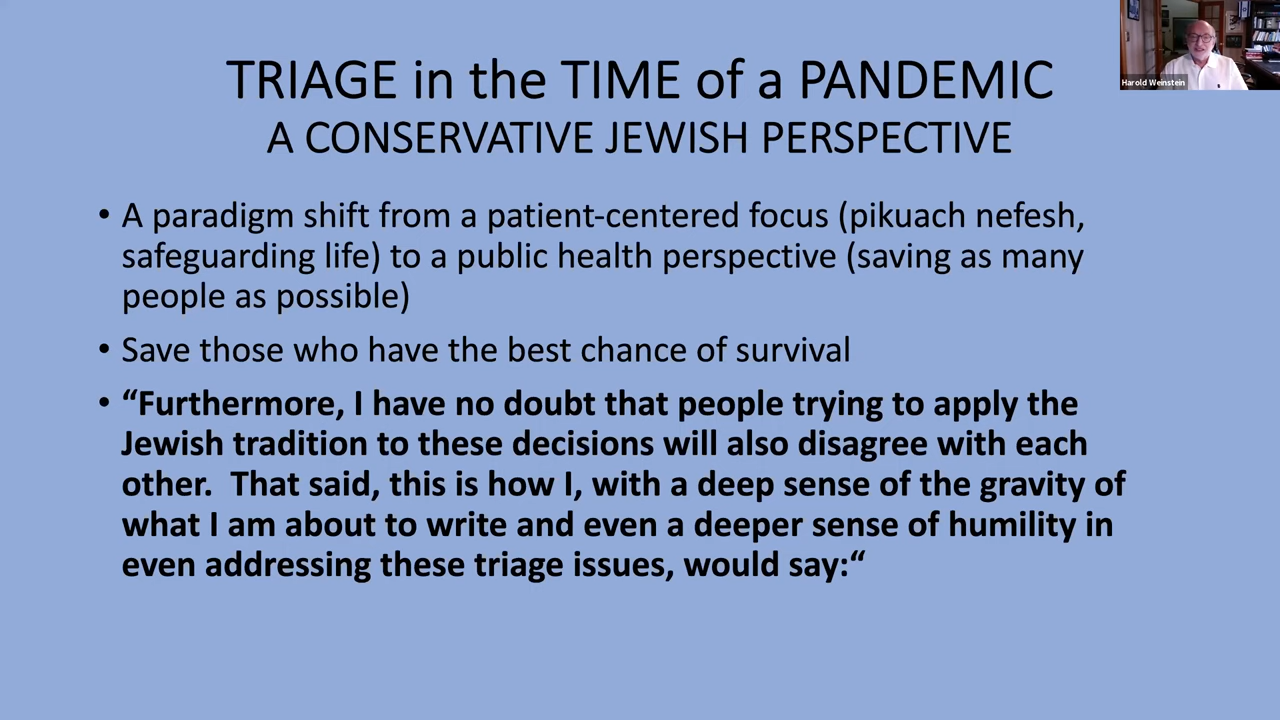 TRIAGE in the TIME of a PANDEMIC
A CONSERVATIVE JEWISH PERSPECTIVE
Harold Weinstein
• A paradigm shift from a patient-centered focus (pikuach nefesh,
safeguarding life) to a public health perspective (saving as many
people as possible)
• Save those who have the best chance of survival
• “Furthermore, I have no doubt that people trying to apply the
Jewish tradition to these decisions will also disagree with each
other.  That said, this is how I, with a deep sense of the gravity of
what I am about to write and even a deeper sense of humility in
even addressing these triage issues, would say:“